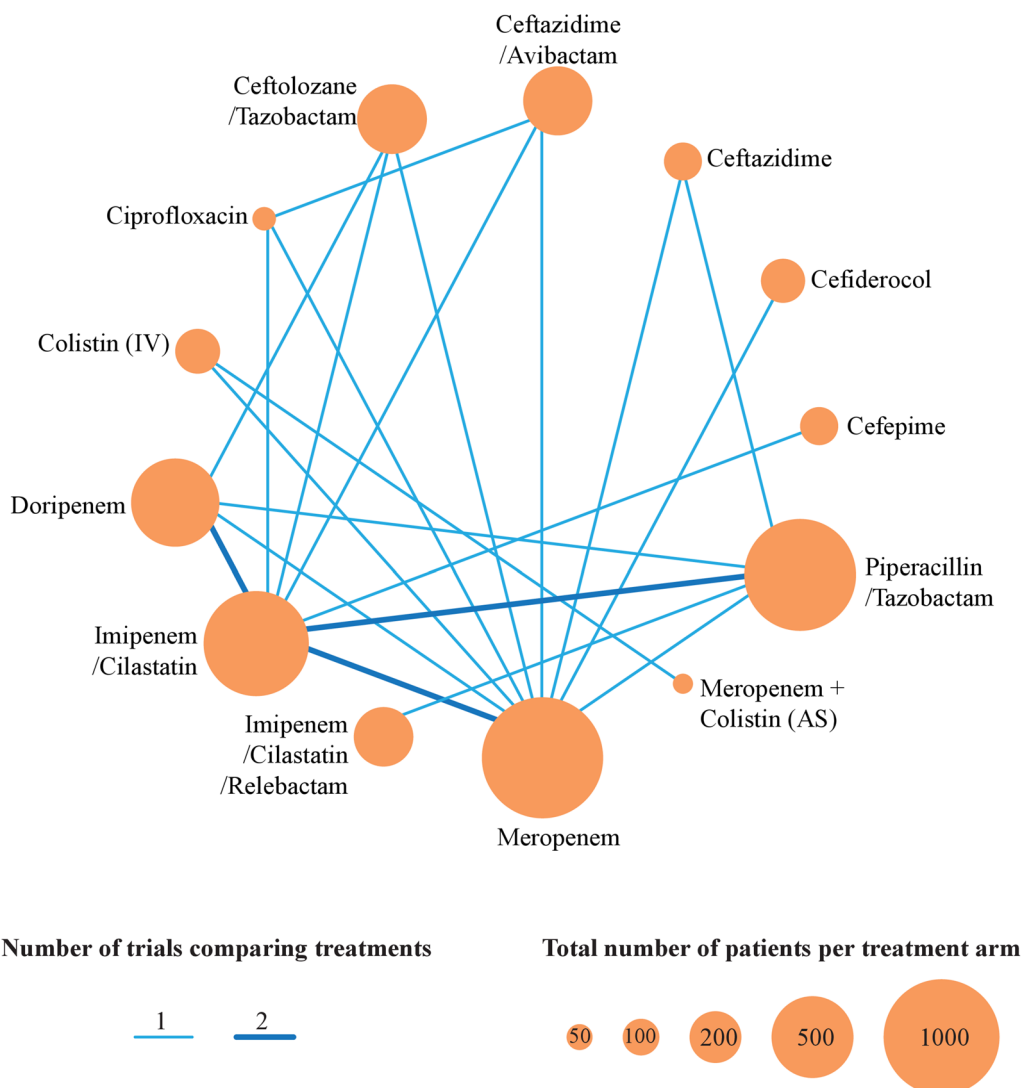 Ceftazidime
/Avibactam
Ceftolozane
/Tazobactam
Ceftazidime
Ciprofloxacin
Cefiderocol
Colistin (IV)
Cefepime
Doripenem
Piperacillin
/Tazobactam
Imipenem
/Cilastatin
Meropenem +
Colistin (AS)
Imipenem
/Cilastatin
/Relebactam
Meropenem
Number of trials comparing treatments
1
2
Total number of patients per treatment arm
50
100
200
500
1000